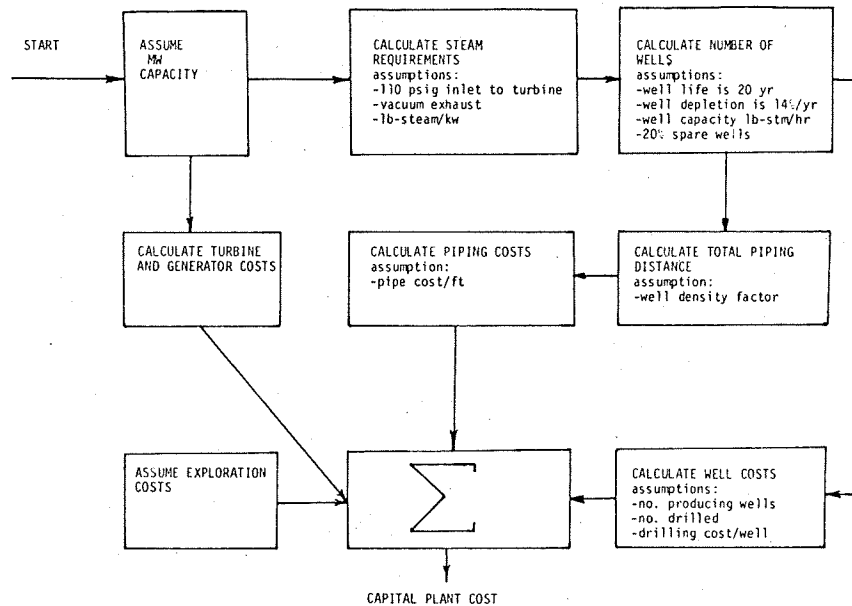 START
ASSUME
MW
CAPACITY
CALCULATE STEAM
REQUIREMENTS
assumptions:
-110 psig inlet to turbine
-vacuum exhaust
-lb-steam/kw
CALCULATE NUMBER OF
WELLS
assumptions:
-well life is 20 yr
-well depletion is 14%/yr
-well capacity lb-stm/hr
-20% spare wells
CALCULATE TURBINE
AND GENERATOR COSTS
CALCULATE PIPING COSTS
assumption:
-pipe cost/ft
CALCULATE TOTAL PIPING
DISTANCE
assumption:
-well density factor
ASSUME EXPLORATION
COSTS
Σ
CALCULATE WELL COSTS
assumptions:
-no. producing wells
-no. drilled
-drilling cost/well
CAPITAL PLANT COST